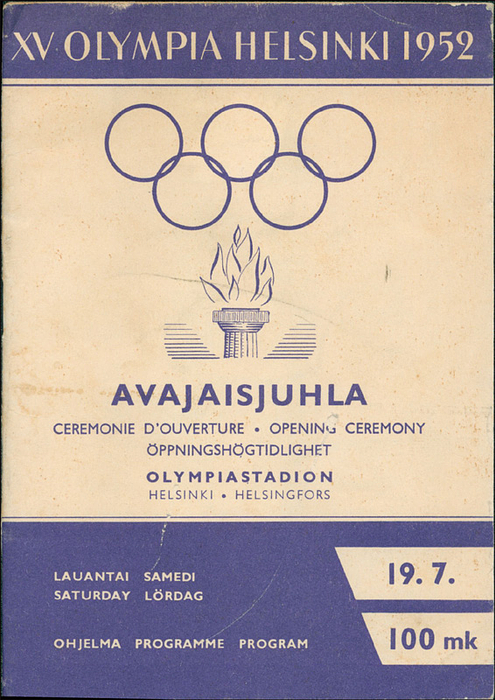 XV OLYMPIA HELSINKI 1952
AVAJAISJUHLA
CEREMONIE D'OUVERTURE • OPENING CEREMONY
ÖPPNINGSHÖGTIDLIGHET
OLYMPIASTADION
HELSINKI • HELSINGFORS
LAUANTAI SAMEDI
SATURDAY LÖRDAG
19. 7.
OHJELMA PROGRAMME PROGRAM
100 mk